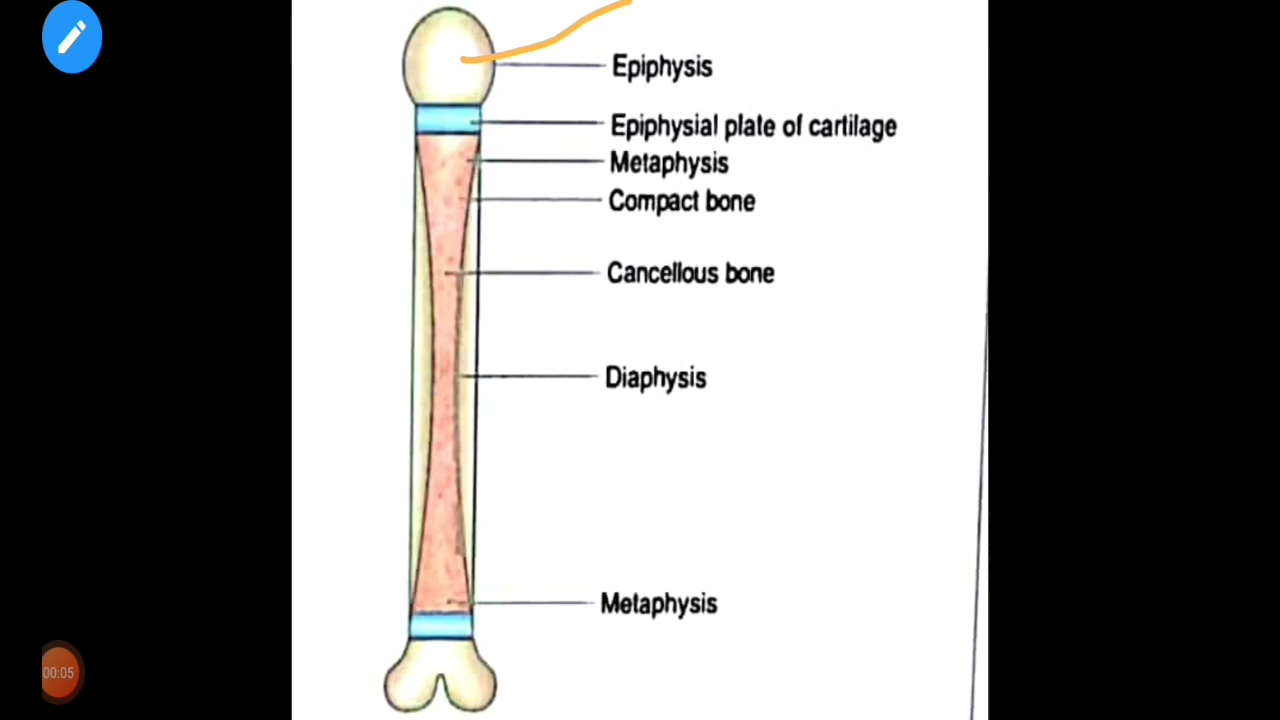 Epiphysis
Epiphysial plate of cartilage
Metaphysis
Compact bone
Cancellous bone
Diaphysis
Metaphysis
00:05